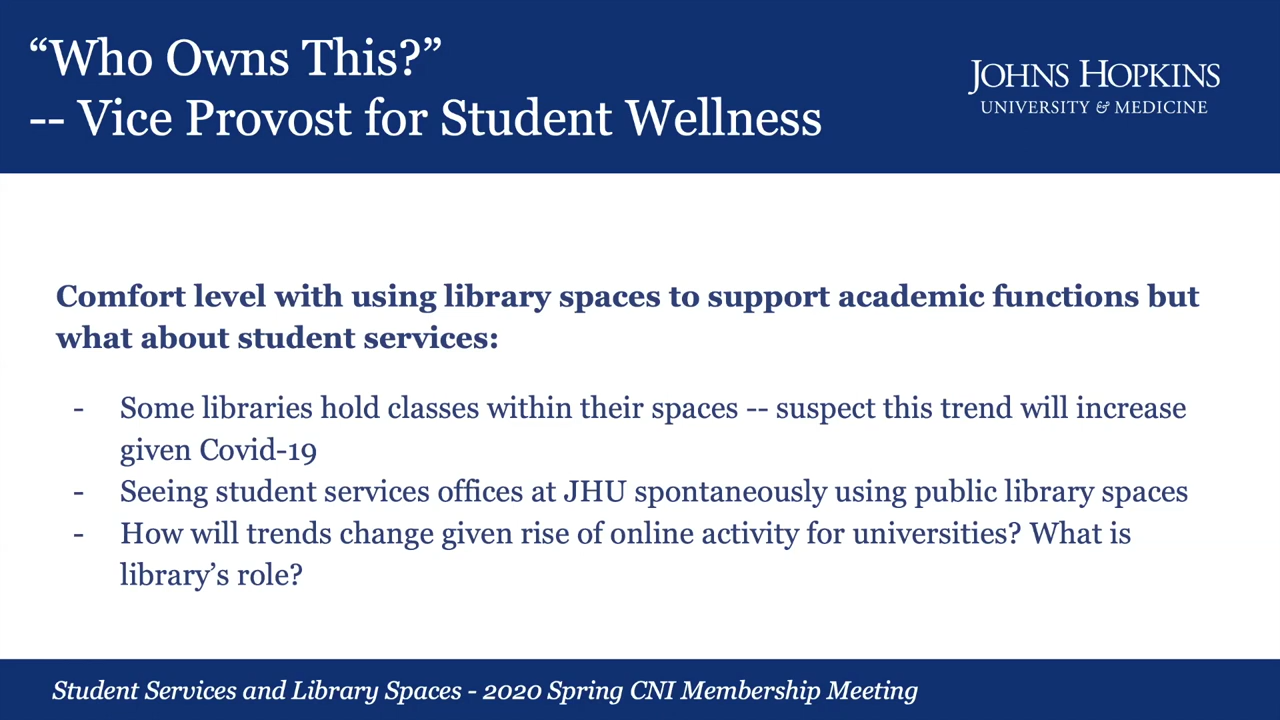 “Who Owns This?”
-- Vice Provost for Student Wellness
JOHNS HOPKINS
UNIVERSITY & MEDICINE
Comfort level with using library spaces to support academic functions but
what about student services:
- Some libraries hold classes within their spaces -- suspect this trend will increase
given Covid-19
- Seeing student services offices at JHU spontaneously using public library spaces
- How will trends change given rise of online activity for universities? What is
library’s role?
Student Services and Library Spaces - 2020 Spring CNI Membership Meeting